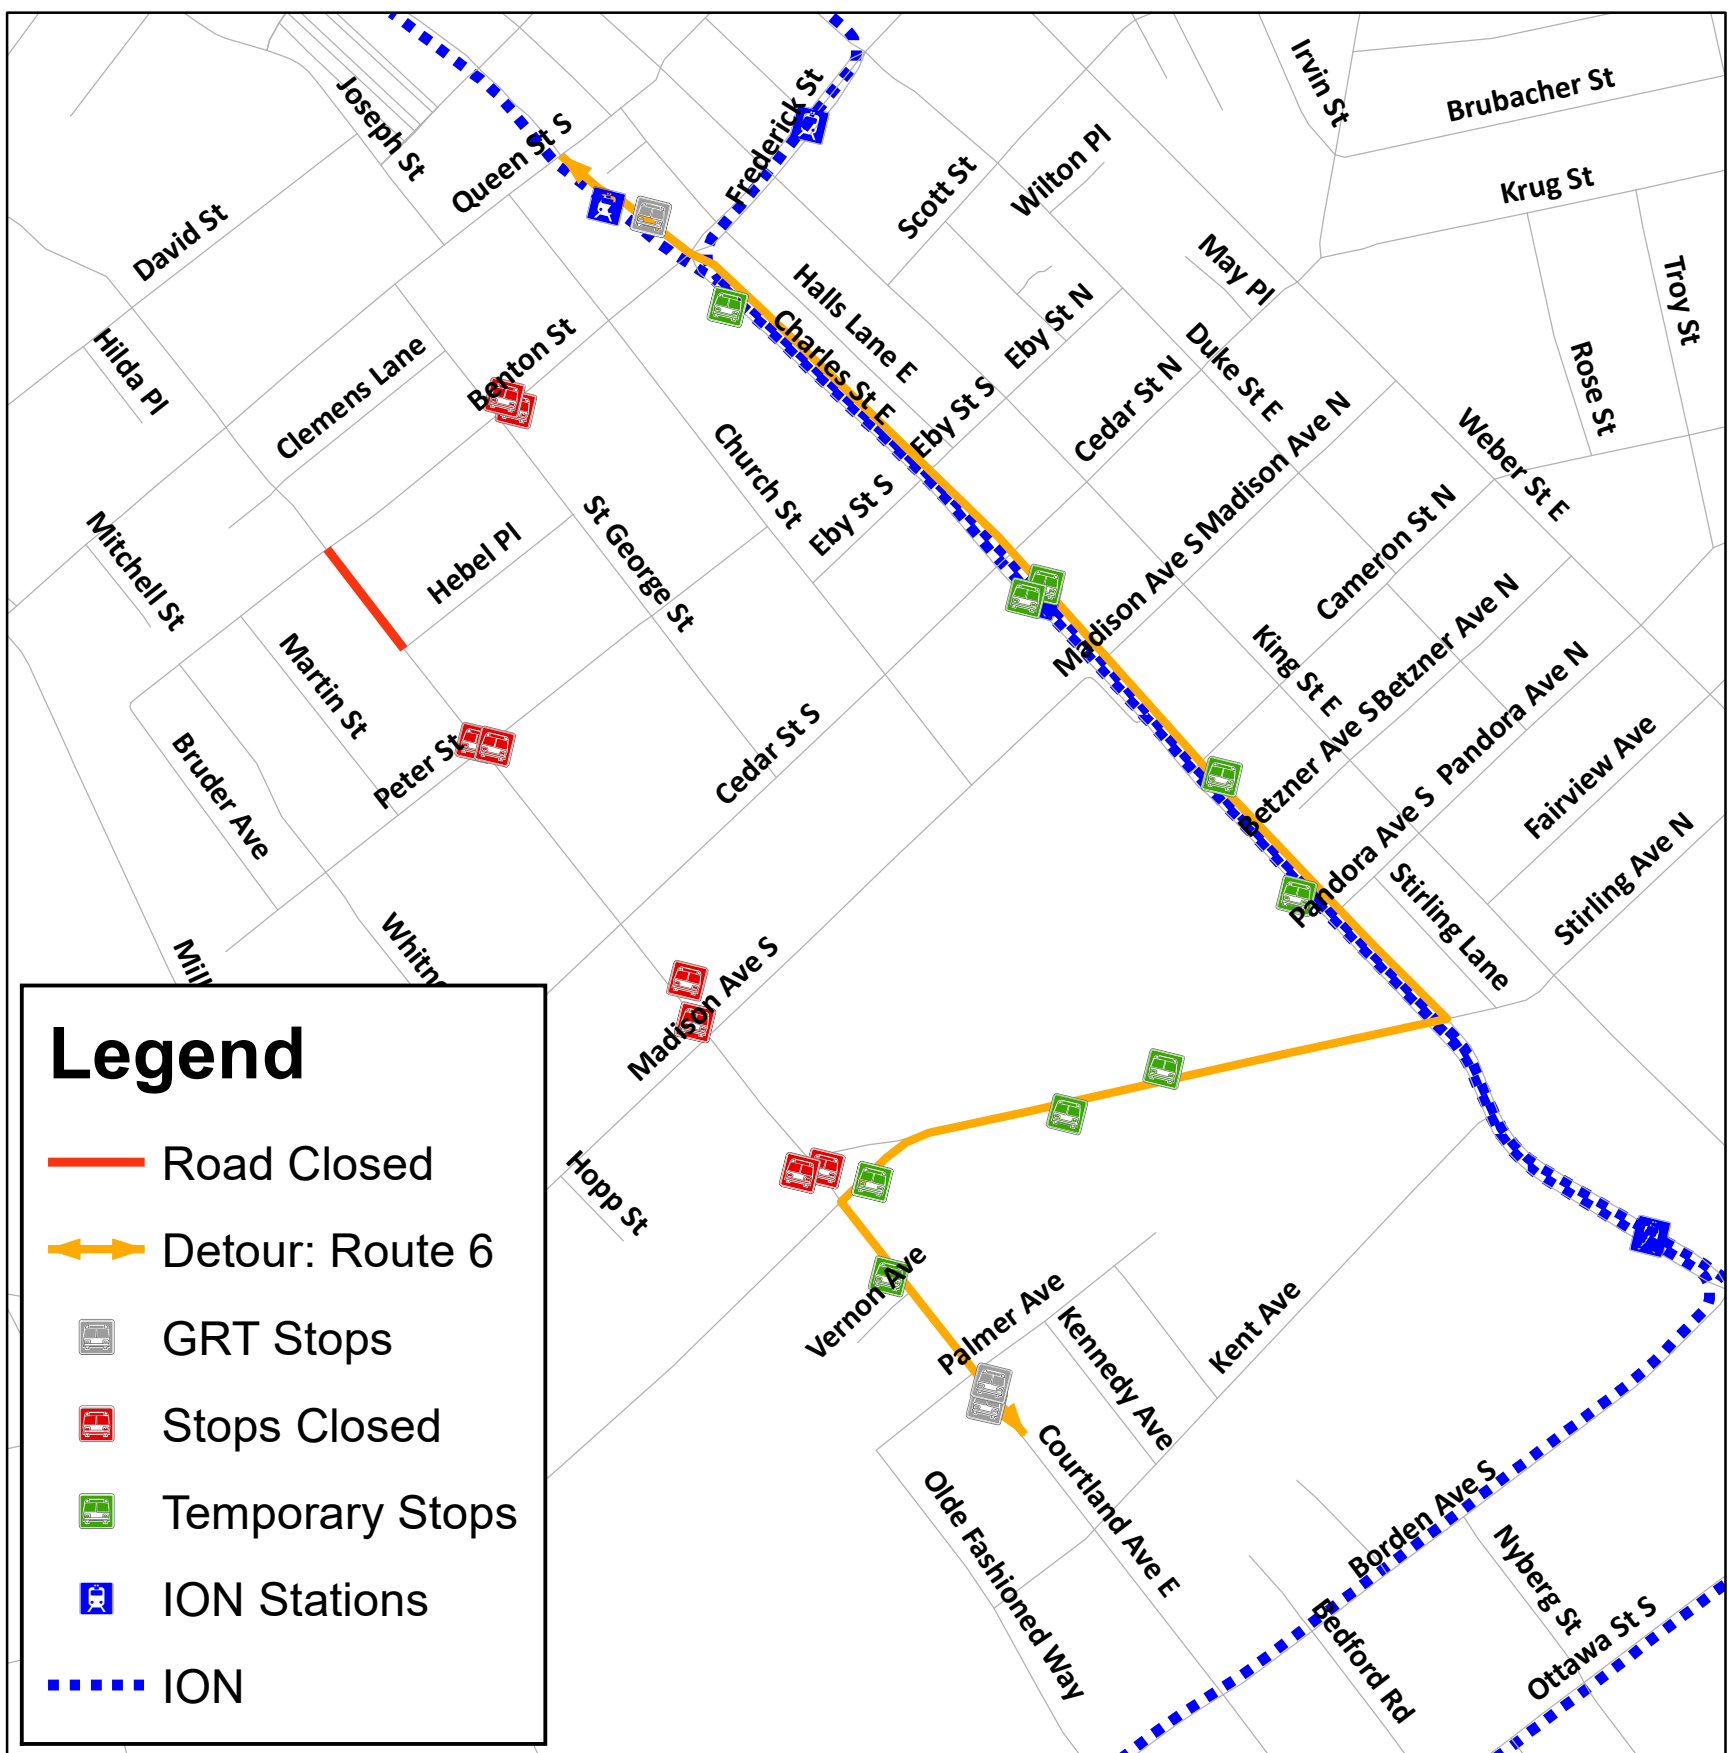 Irvin St
Brubacher St
Joseph St
Frederick St
Queen St S
Wilton Pl
Scott St
Krug St
David St
May Pl
Troy St
Halls Lane E
Charles St E
Eby St N
Duke St E
Hilda Pl
Clemens Lane
Benton St
Rose St
Cedar St N
Eby St S
Madison Ave N
Weber St E
Church St
Eby St S
Cameron St N
Mitchell St
Hebel Pl
St George St
Madison Ave S
King St E
Betzner Ave N
Martin St
Pandora Ave N
Bruder Ave
Peter St
Cedar St S
Betzner Ave S
Fairview Ave
Pandora Ave S
Stirling Lane
Stirling Ave N
Mill
Whitne
Madison Ave S
Hopp St
Vernon Ave
Palmer Ave
Kennedy Ave
Kent Ave
Courtland Ave E
Olde Fashioned Way
Borden Ave S
Nyberg St
Bedford Rd
Ottawa St S
Legend
Road Closed
Detour: Route 6
GRT Stops
Stops Closed
Temporary Stops
ION Stations
ION